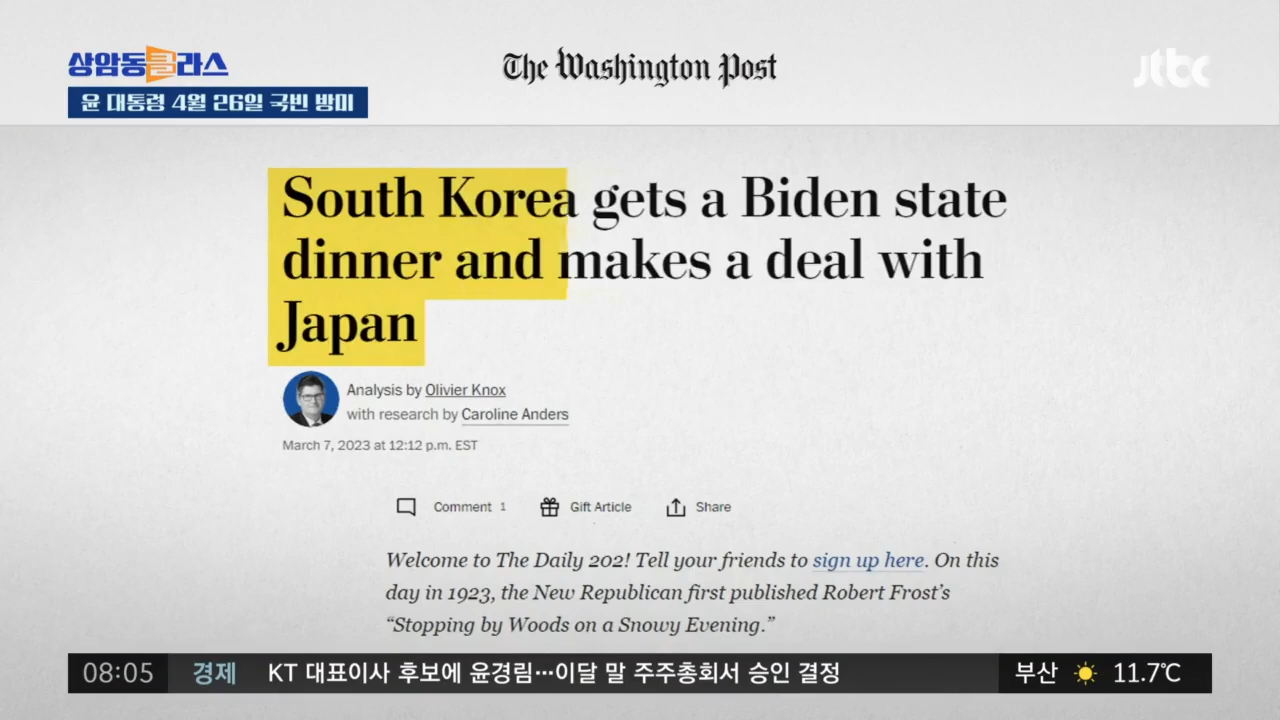 상암동클라스
The Washington Post
jtbc
윤 대통령 4월 26일 국빈 방미
South Korea gets a Biden state
dinner and makes a deal with
Japan
Analysis by Olivier Knox
with research by Caroline Anders
March 7, 2023 at 12:12 p.m. EST
Comment 1 Gift Article Share
Welcome to The Daily 202! Tell your friends to sign up here. On this
day in 1923, the New Republican first published Robert Frost’s
“Stopping by Woods on a Snowy Evening.”
08:05 경제 KT 대표이사 후보에 윤경림…이달 말 주주총회서 승인 결정 부산 11.7℃